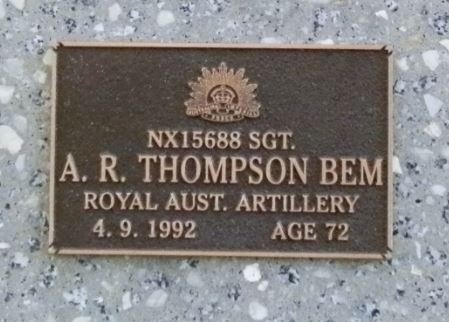 NX15688 SGT.
A. R. THOMPSON BEM
ROYAL AUST. ARTILLERY
4. 9. 1992 AGE 72